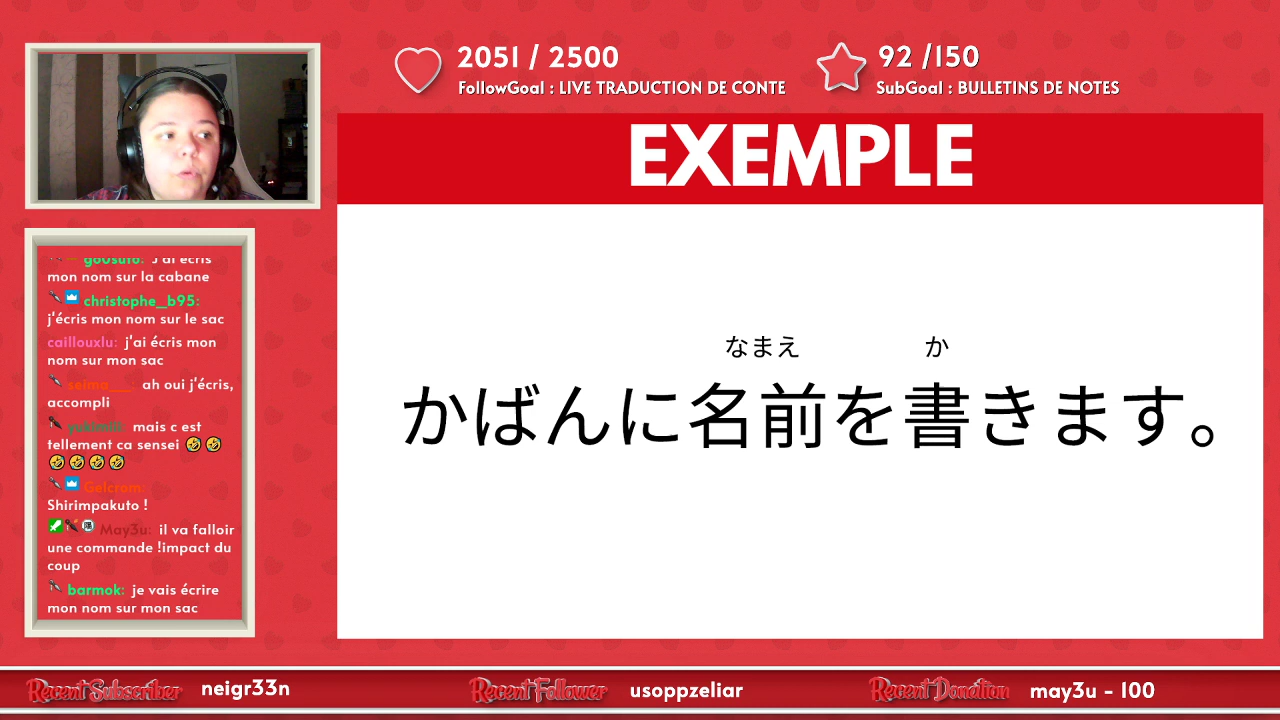 2051 / 2500
FollowGoal : LIVE TRADUCTION DE CONTE
92 /150
SubGoal : BULLETINS DE NOTES
EXEMPLE
なまえ か
かばんに名前を書きます。
go0suto: J'ai écris
mon nom sur la cabane
christophe_b95:
j'écris mon nom sur le sac
caillouxlu: j'ai écris mon
nom sur mon sac
ah oui j'écris,
accompli
mais c est
tellement ca sensei
Gelcrom:
Shirimpakuto !
May3u: il va falloir
une commande !impact du
coup
barmok: je vais écrire
mon nom sur mon sac
Recent Subscriber neigr33n
Recent Follower usoppzeliar
Recent Donation may3u - 100